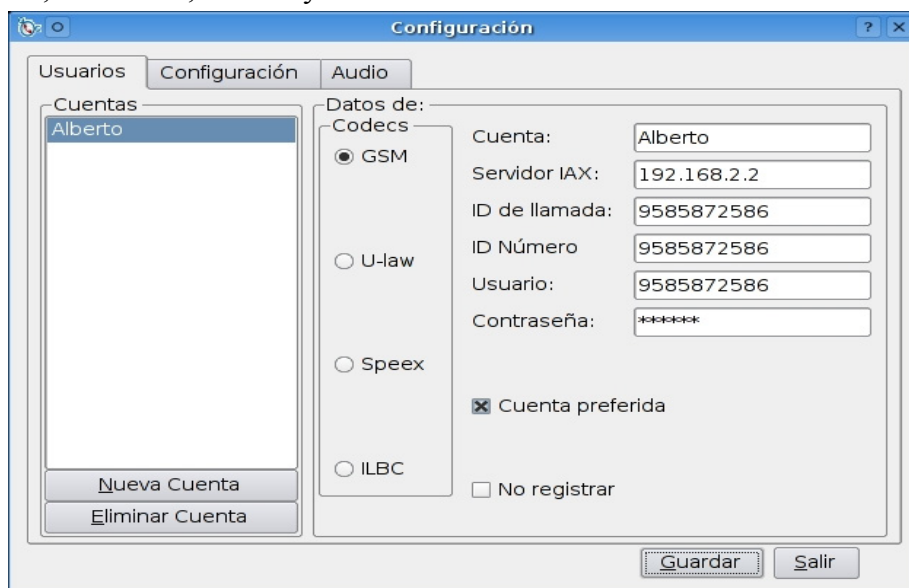 Configuración
Usuarios
Configuración
Audio
Cuentas
Alberto
Nueva Cuenta
Eliminar Cuenta
Datos de:
Codecs
GSM
U-law
Speex
ILBC
Cuenta: Alberto
Servidor IAX: 192.168.2.2
ID de llamada: 9585872586
ID Número 9585872586
Usuario: 9585872586
Contraseña: ******
Cuenta preferida
No registrar
Guardar
Salir